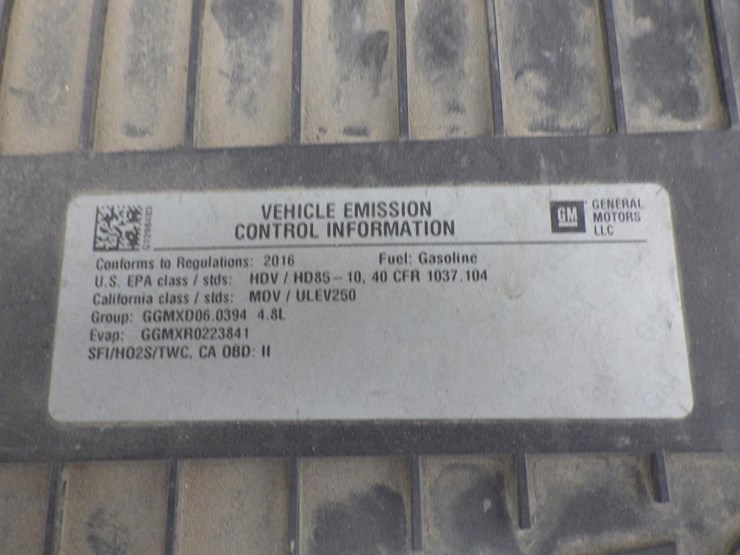 VEHICLE EMISSION
CONTROL INFORMATION
GM
GENERAL
MOTORS
LLC
Conforms to Regulations: 2016 Fuel: Gasoline
U.S. EPA class / stds: HDV / HD85-10, 40 CFR 1037.104
California class / stds: MDV / ULEV250
Group: GGMXD06.0394 4.8L
Evap: GGMXR0223841
SFI/HO2S/TWC, CA OBD: II